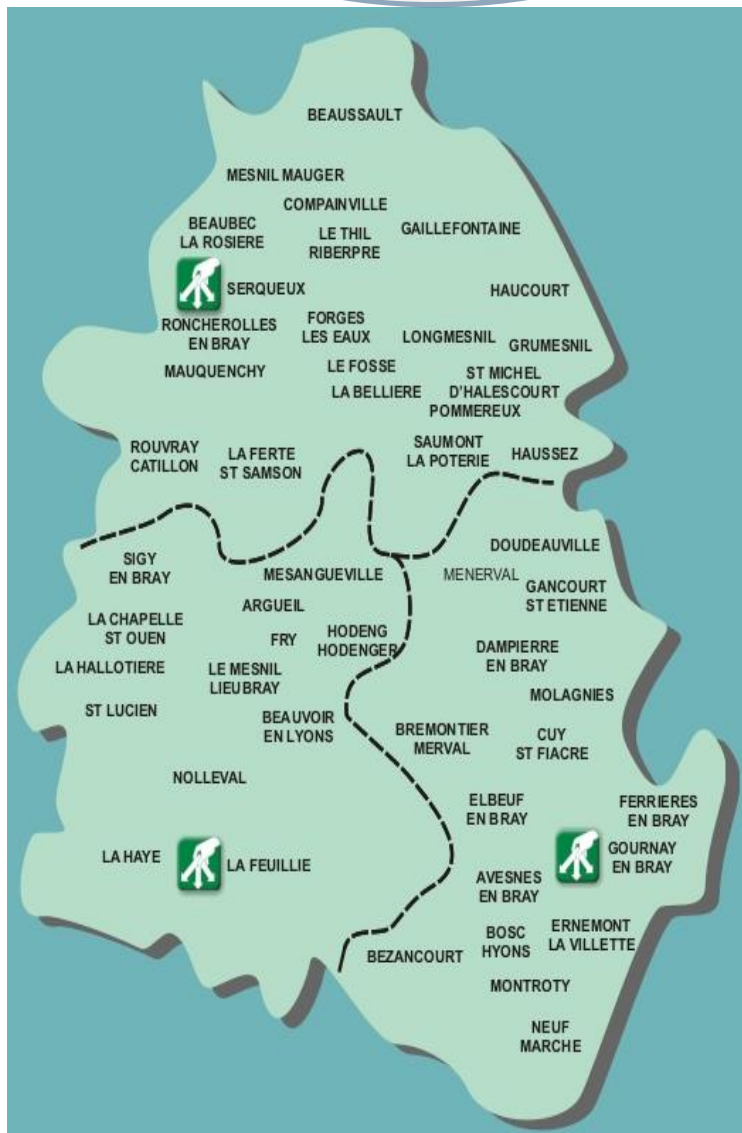 BEAUSSAULT
MESNIL MAUGER
COMPAINVILLE
BEAUBEC
LA ROSIERE
LE THIL
RIBERPRE
GAILLEFONTAINE
SERQUEUX
HAUCOURT
RONCHEROLLES
EN BRAY
FORGES
LES EAUX
LONGMESNIL
GRUMESNIL
MAUQUENCHY
LE FOSSE
LA BELLIERE
ST MICHEL
D'HALESCOURT
POMMEREUX
ROUVRAY
CATILLON
LA FERTE
ST SAMSON
SAUMONT
LA POTERIE
HAUSSEZ
SIGY
EN BRAY
MESANGUEVILLE
DOUDEAUVILLE
MENERVAL
GANCOURT
ST ETIENNE
LA CHAPELLE
ST OUEN
ARGUEIL
FRY
HODENG
HODENGER
DAMPIERRE
EN BRAY
LA HALLOTIERE
LE MESNIL
LIEUBRAY
MOLAGNIES
ST LUCIEN
BEAUVOIR
EN LYONS
BREMONTIER
MERVAL
CUY
ST FIACRE
NOLLEVAL
ELBEUF
EN BRAY
FERRIERES
EN BRAY
LA HAYE
LA FEUILLIE
GOURNAY
EN BRAY
AVESNES
EN BRAY
BEZANCOURT
BOSC
HYONS
ERNEMONT
LA VILLETTE
MONTROTY
NEUF
MARCHE